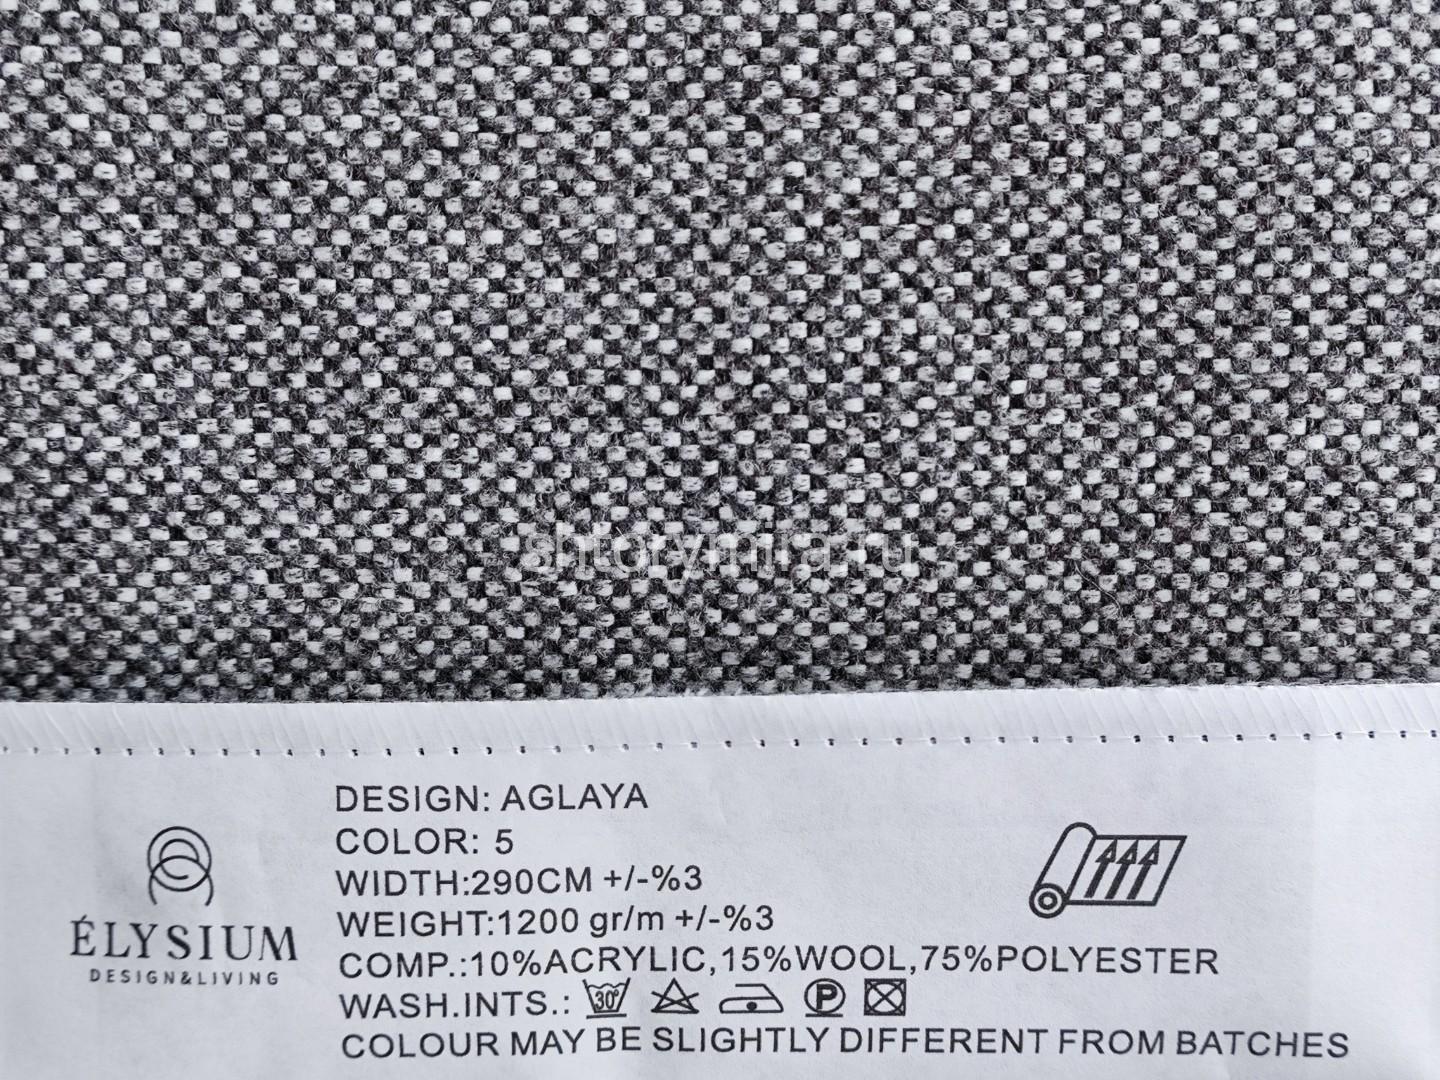 shtorymira.ru
DESIGN: AGLAYA
COLOR: 5
WIDTH:290CM +/-%3
WEIGHT:1200 gr/m +/-%3
COMP.:10%ACRYLIC,15%WOOL,75%POLYESTER
WASH.INTS.: 30° P
COLOUR MAY BE SLIGHTLY DIFFERENT FROM BATCHES
ÉLYSIUM
DESIGN&LIVING